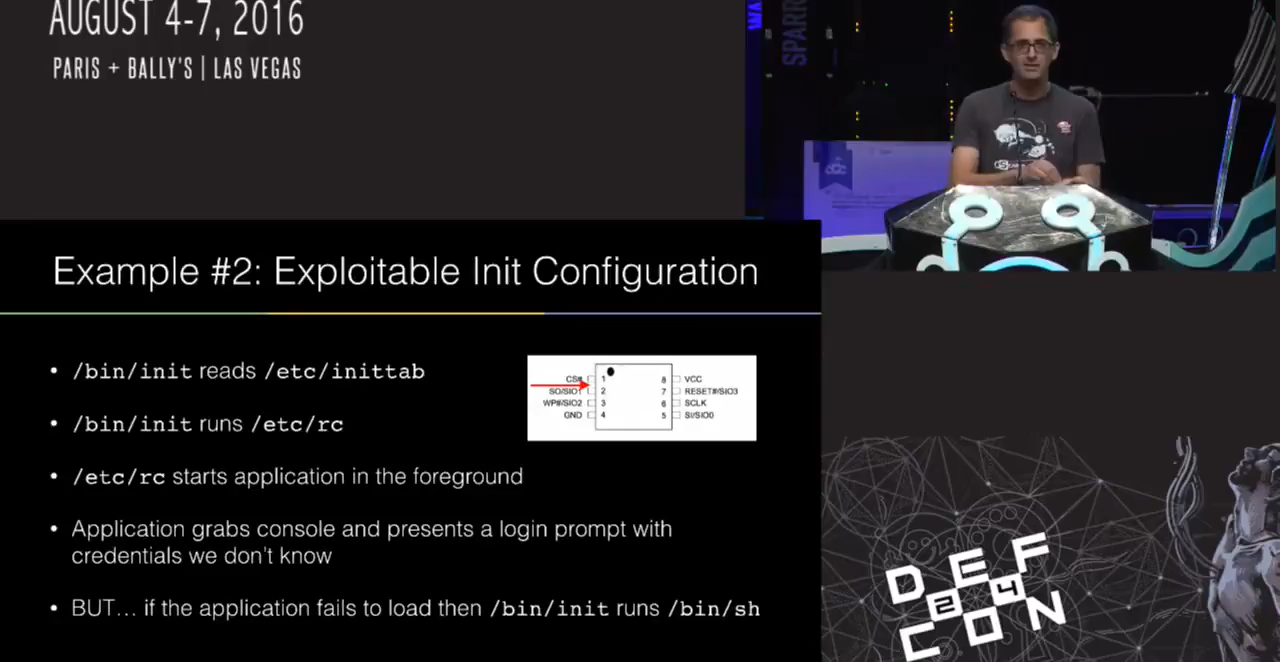 AUGUST 4-7, 2016
PARIS + BALLY'S | LAS VEGAS
Example #2: Exploitable Init Configuration
• /bin/init reads /etc/inittab
• /bin/init runs /etc/rc
• /etc/rc starts application in the foreground
• Application grabs console and presents a login prompt with
credentials we don't know
• BUT... if the application fails to load then /bin/init runs /bin/sh
CS# 1 8 VCC
SO/SIO1 2 7 RESET#/SIO3
WP#/SIO2 3 6 SCLK
GND 4 5 SI/SIO0
SPARR
DEF
24
CON